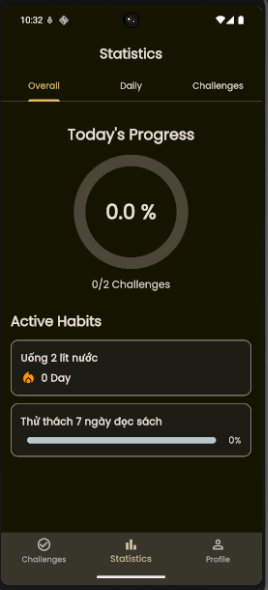 10:32
Statistics
Overall Daily Challenges
Today's Progress
0.0 %
0/2 Challenges
Active Habits
Uống 2 lít nước
0 Day
Thử thách 7 ngày đọc sách
0%
Challenges Statistics Profile